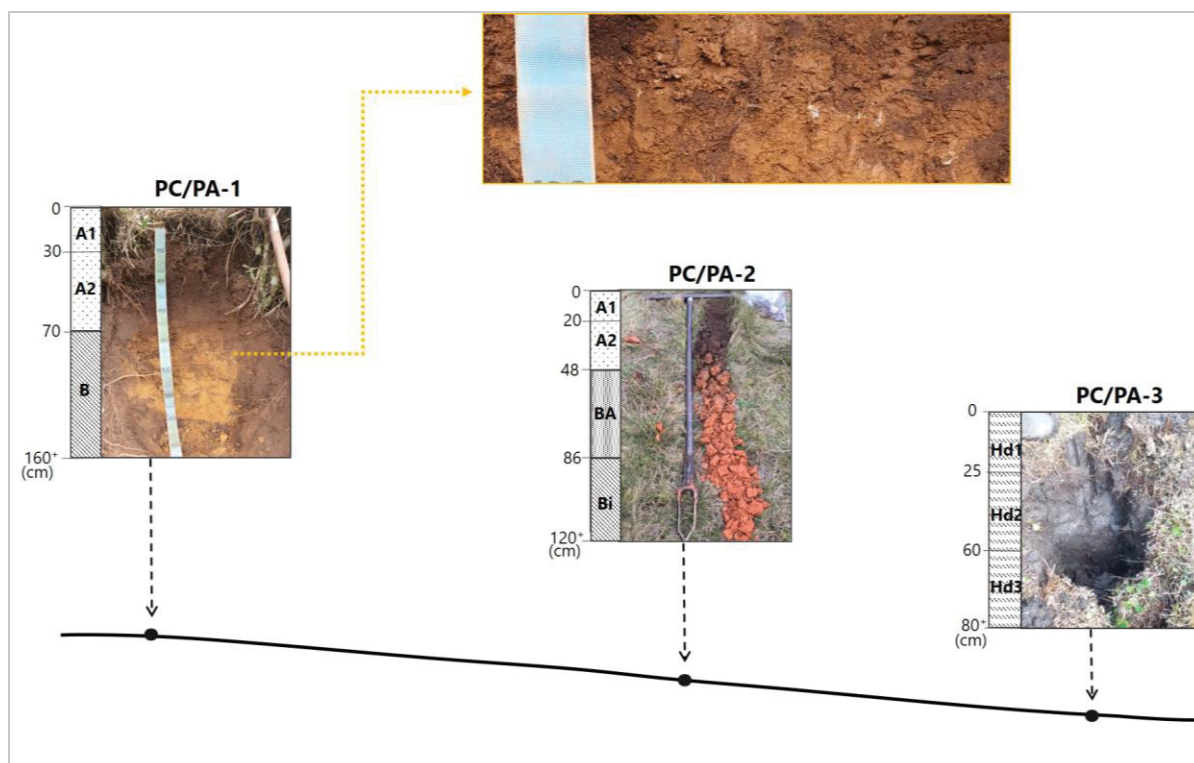 PC/PA-1
0
A1
30
A2
70
B
160+
(cm)
PC/PA-2
0
A1
20
A2
48
BA
86
Bi
120+
(cm)
PC/PA-3
0
Hd1
25
Hd2
60
Hd3
80+
(cm)